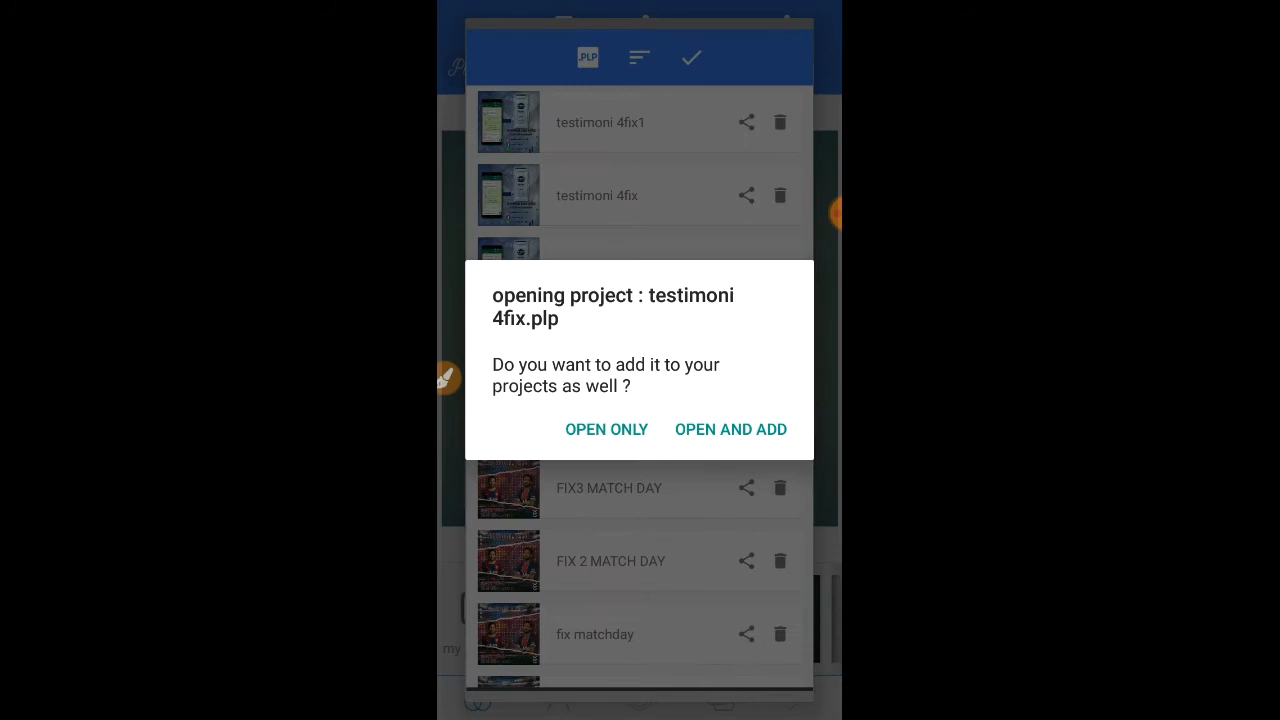 .PLP
testimoni 4fix1
testimoni 4fix
opening project : testimoni
4fix.plp
Do you want to add it to your
projects as well ?
OPEN ONLY
OPEN AND ADD
FIX3 MATCH DAY
FIX 2 MATCH DAY
fix matchday
my